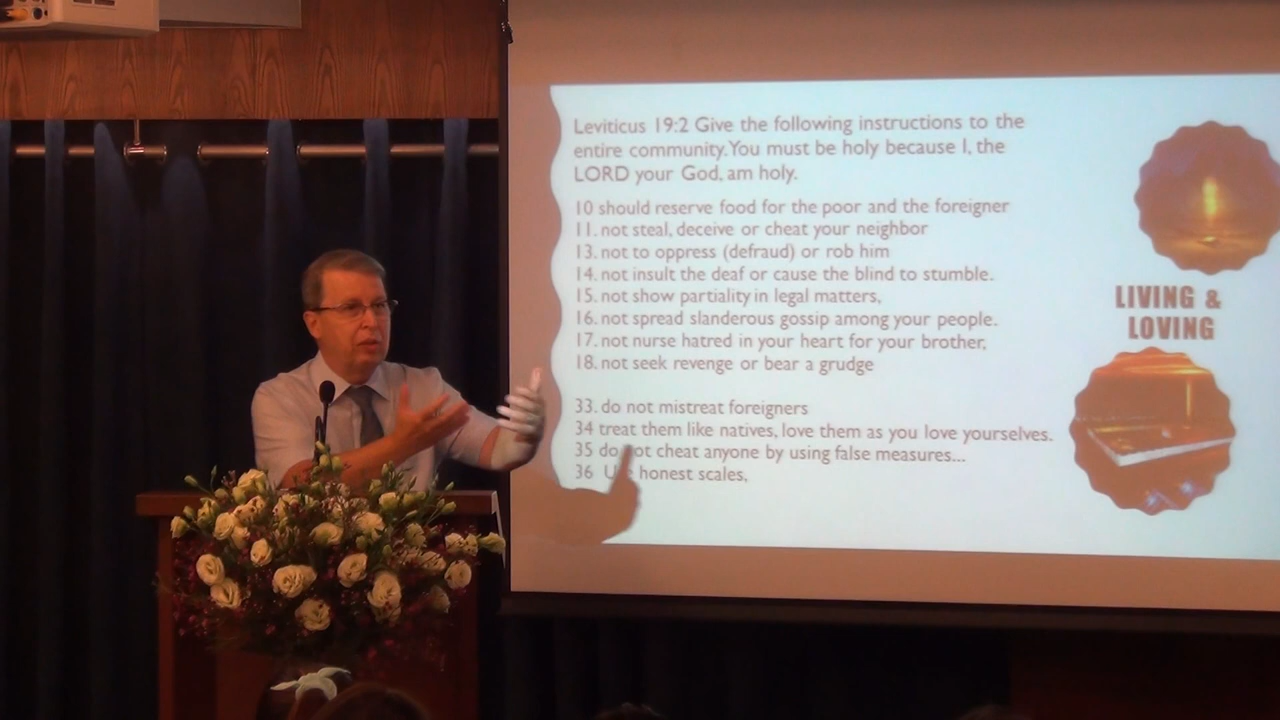 Leviticus 19:2 Give the following instructions to the
entire community. You must be holy because I, the
LORD your God, am holy.
10 should reserve food for the poor and the foreigner
11. not steal, deceive or cheat your neighbor
13. not to oppress (defraud) or rob him
14. not insult the deaf or cause the blind to stumble.
15. not show partiality in legal matters,
16. not spread slanderous gossip among your people.
17. not nurse hatred in your heart for your brother,
18. not seek revenge or bear a grudge
33. do not mistreat foreigners
34 treat them like natives, love them as you love yourselves.
35 do not cheat anyone by using false measures...
36 Use honest scales,
LIVING &
LOVING